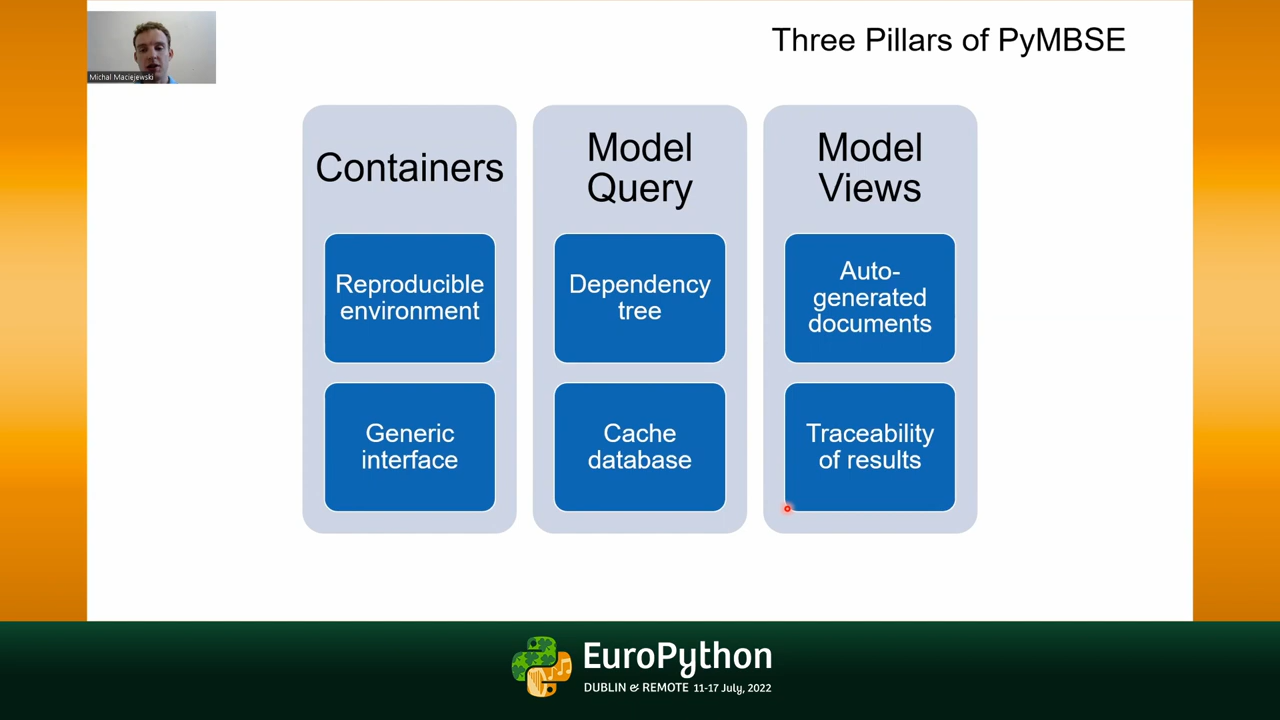 Three Pillars of PyMBSE
Michal Maciejewski
Containers
Reproducible
environment
Generic
interface
Model
Query
Dependency
tree
Cache
database
Model
Views
Auto-
generated
documents
Traceability
of results
EuroPython
DUBLIN & REMOTE 11-17 July, 2022